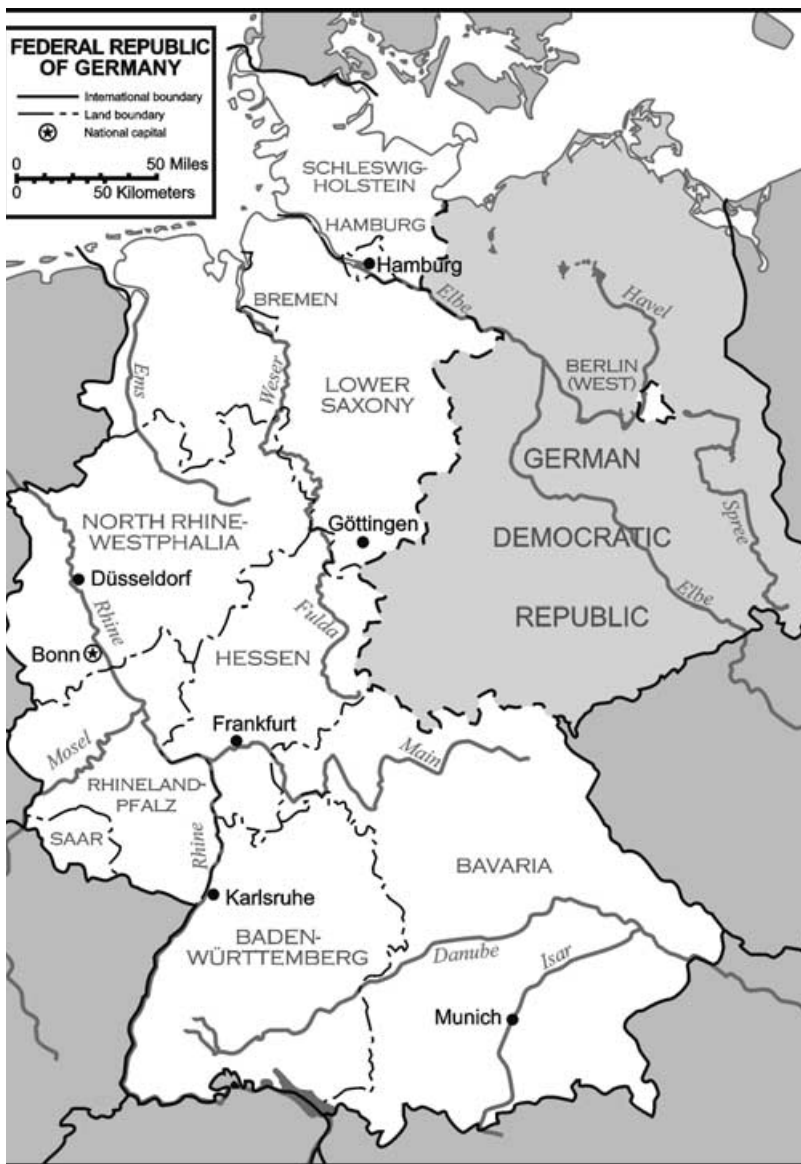 FEDERAL REPUBLIC
OF GERMANY
International boundary
Land boundary
National capital
0 50 Miles
0 50 Kilometers
SCHLESWIG-
HOLSTEIN
HAMBURG
Hamburg
Elbe
Havel
BREMEN
Ems
Weser
LOWER
SAXONY
BERLIN
(WEST)
GERMAN
DEMOCRATIC
REPUBLIC
Spree
Elbe
NORTH RHINE-
WESTPHALIA
Göttingen
Düsseldorf
Rhine
Fulda
Bonn
HESSEN
Frankfurt
Mosel
Main
RHINELAND-
PFALZ
SAAR
Rhine
BAVARIA
Karlsruhe
BADEN-
WÜRTTEMBERG
Danube
Isar
Munich